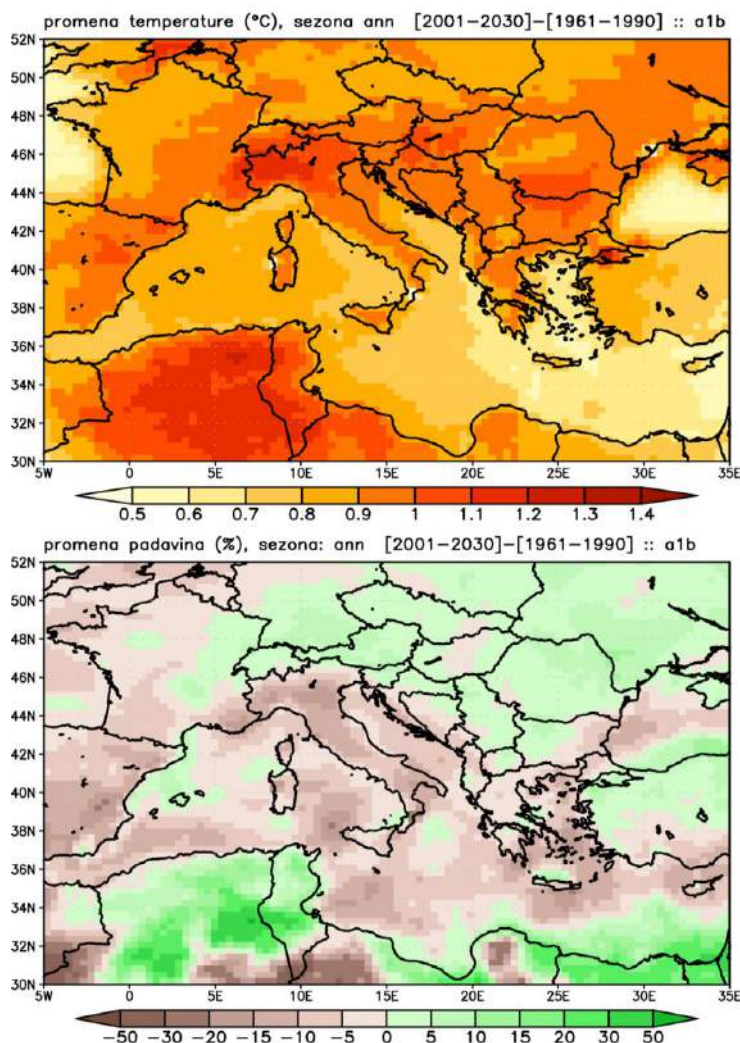 promena temperature (°C), sezona ann [2001−2030]−[1961−1990] :: a1b
52N
50N
48N
46N
44N
42N
40N
38N
36N
34N
32N
30N
5W 0 5E 10E 15E 20E 25E 30E 35E
0.5 0.6 0.7 0.8 0.9 1 1.1 1.2 1.3 1.4
promena padavina (%), sezona: ann [2001−2030]−[1961−1990] :: a1b
52N
50N
48N
46N
44N
42N
40N
38N
36N
34N
32N
30N
5W 0 5E 10E 15E 20E 25E 30E 35E
−50 −30 −20 −15 −10 −5 0 5 10 15 20 30 50